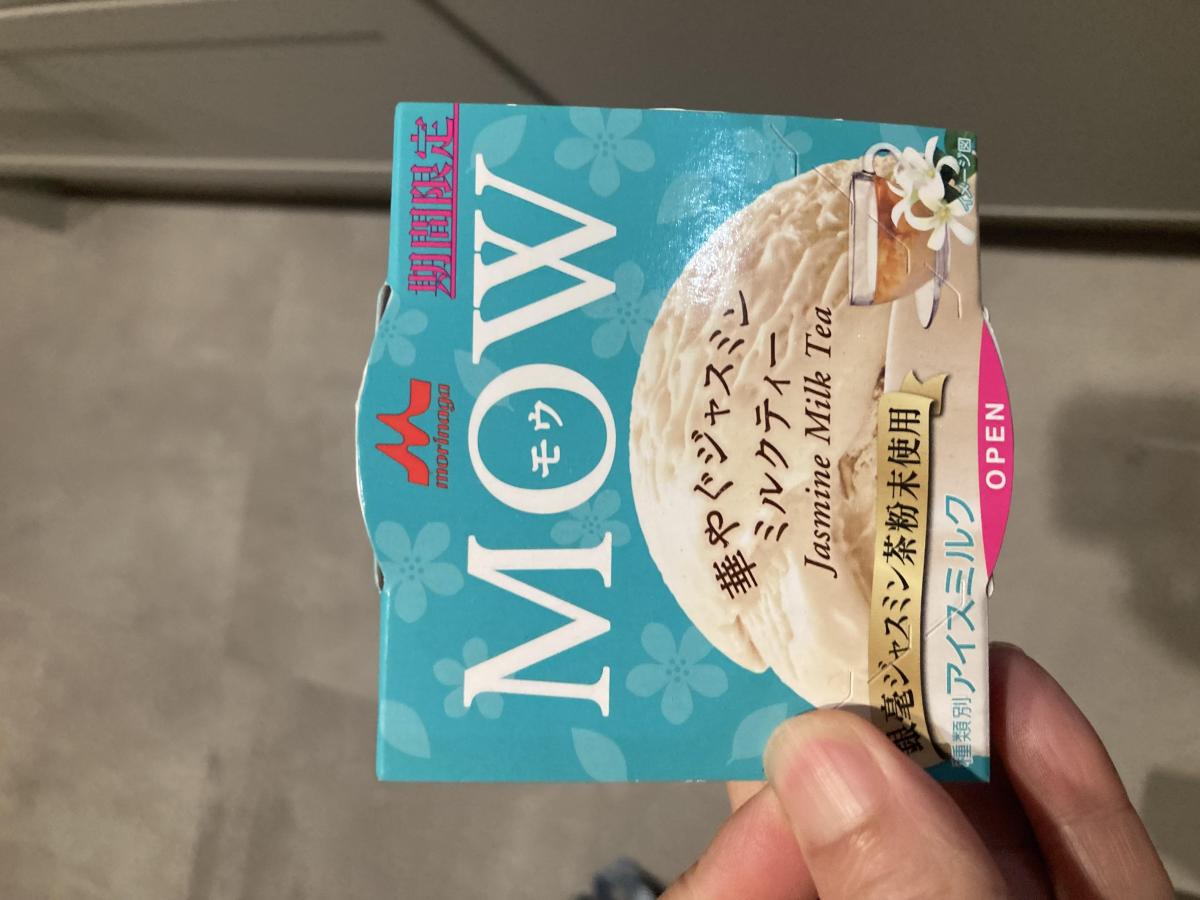 期間限定
morinaga
MOW
モウ
華やぐジャスミン
ミルクティー
Jasmine Milk Tea
銀毫ジャスミン茶粉末使用
種類別アイスミルク
イメージ図
OPEN